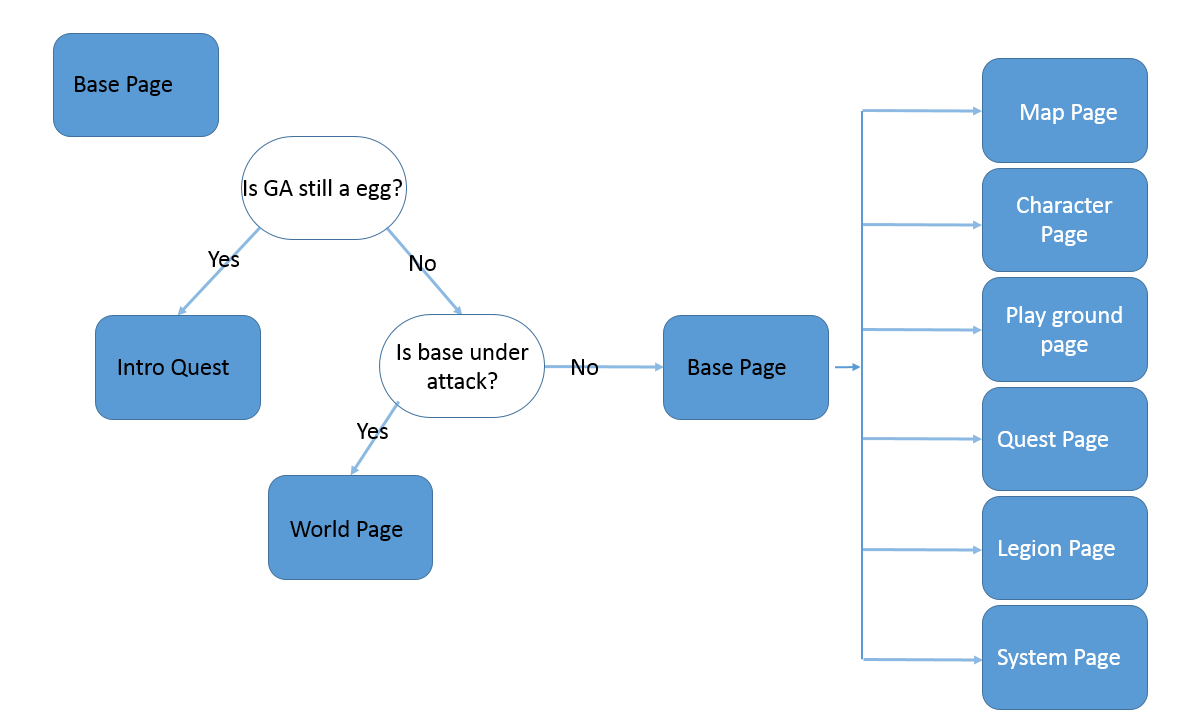 Base Page
Is GA still a egg?
Yes
No
Intro Quest
Is base under
attack?
No
Yes
World Page
Base Page
Map Page
Character
Page
Play ground
page
Quest Page
Legion Page
System Page